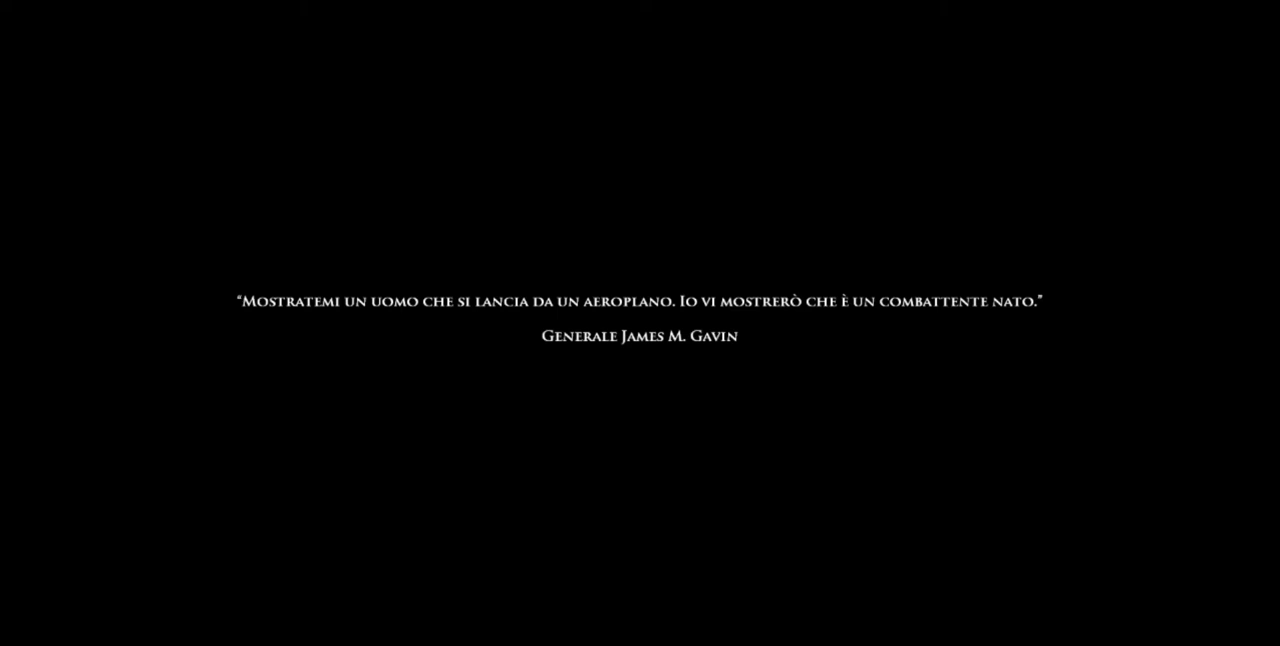 “Mostratemi un uomo che si lancia da un aeroplano. Io vi mostrerò che è un combattente nato.”
Generale James M. Gavin